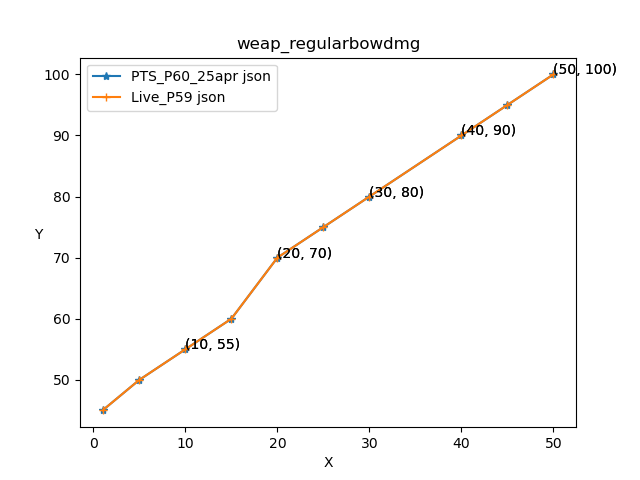 weap_regularbowdmg
PTS_P60_25apr json
Live_P59 json
(50, 100)
(40, 90)
(30, 80)
(20, 70)
(10, 55)
100
90
80
70
60
50
Y
0 10 20 30 40 50
X